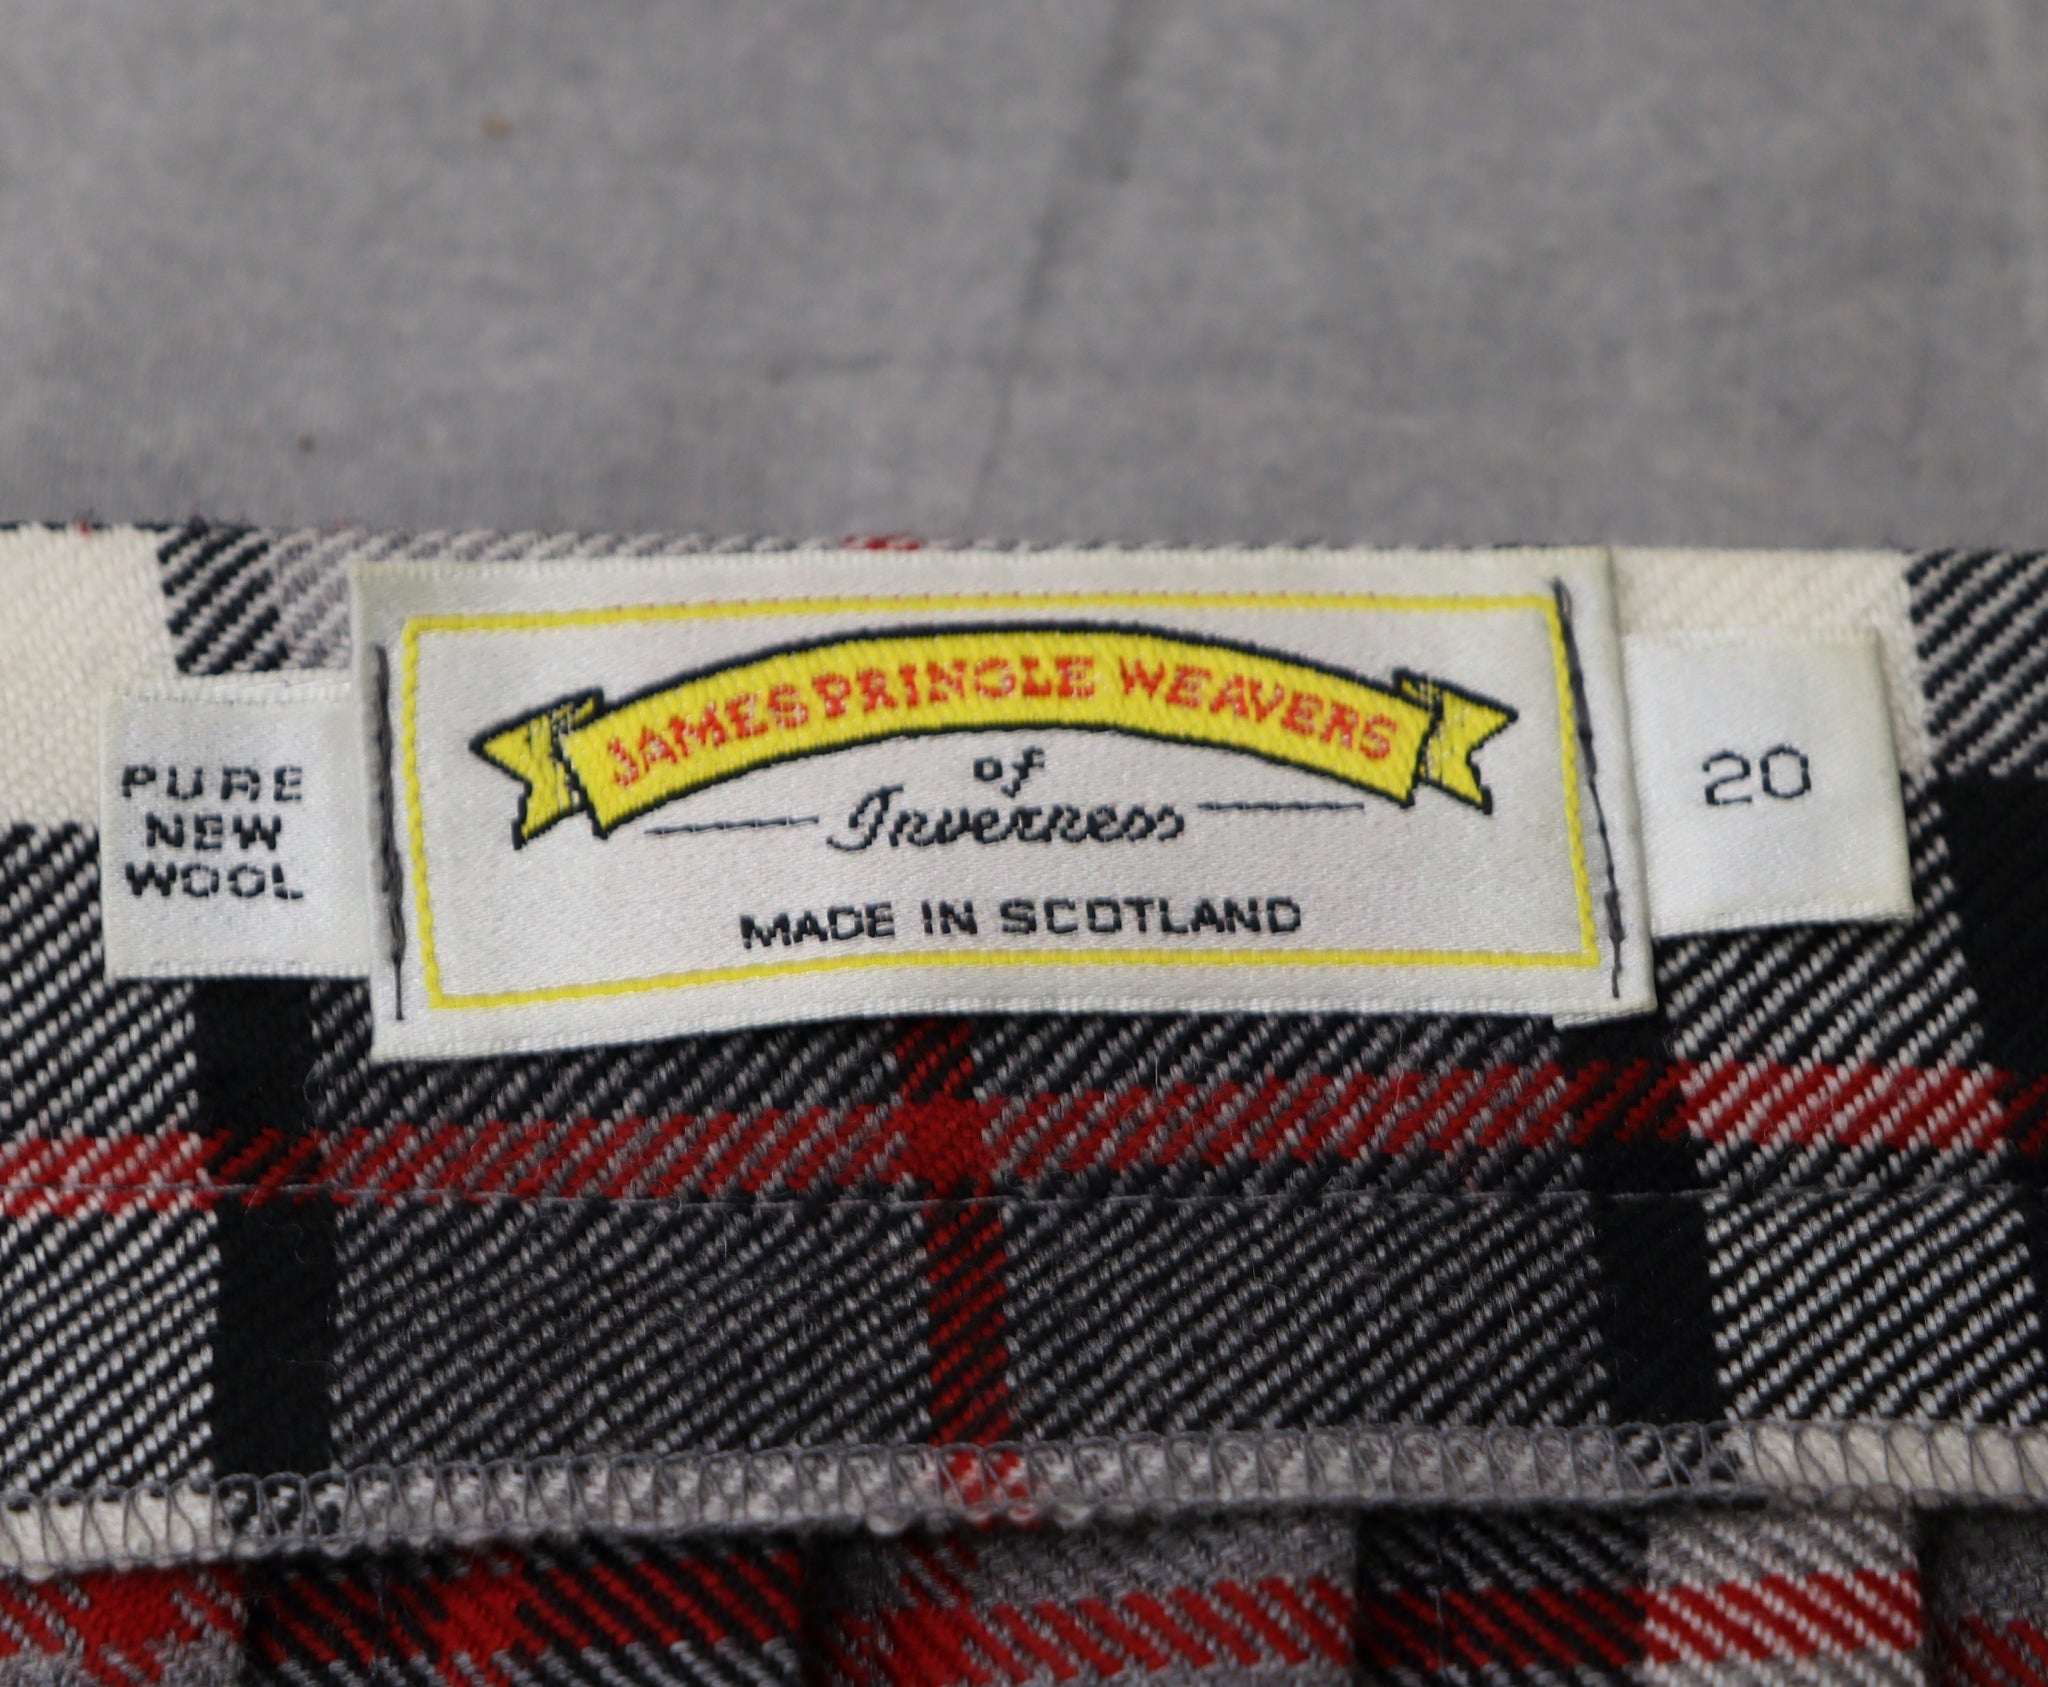 PURE
NEW
WOOL
JAMES PRINGLE WEAVERS
of
Inverness
MADE IN SCOTLAND
20